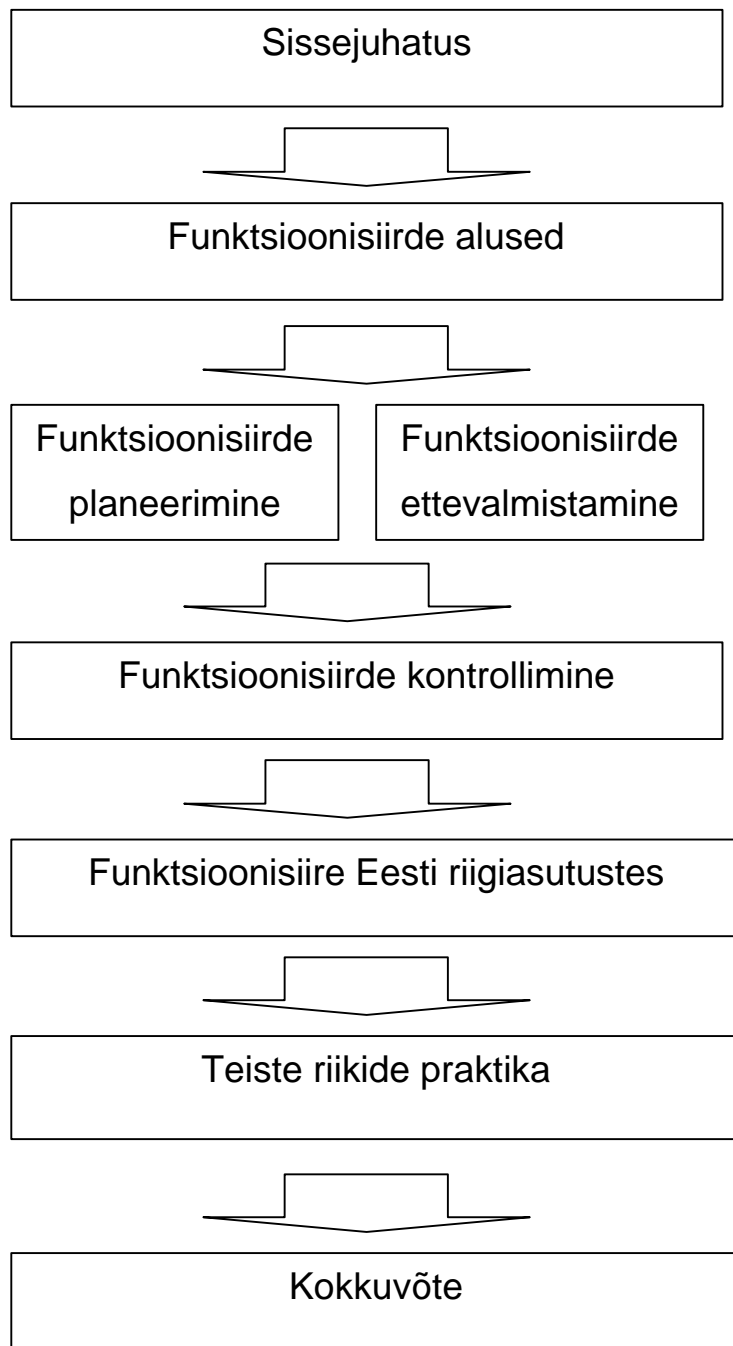 Sissejuhatus
Funktsioonisiirde alused
Funktsioonisiirde
planeerimine
Funktsioonisiirde
ettevalmistamine
Funktsioonisiirde kontrollimine
Funktsioonisiire Eesti riigiasutustes
Teiste riikide praktika
Kokkuvõte